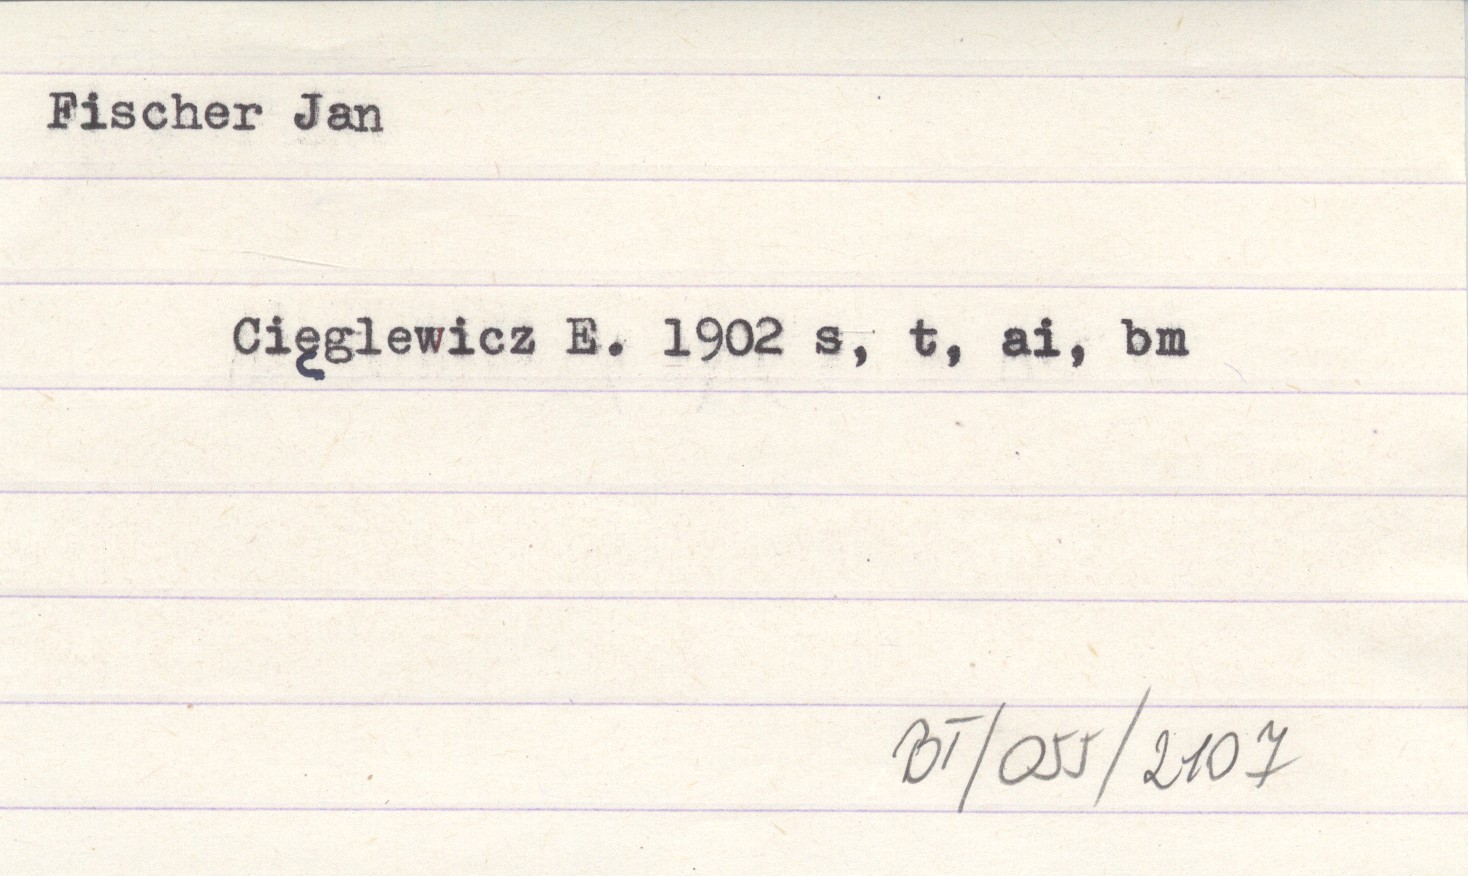 Fischer Jan
Cięglewicz E. 1902 s, t, ai, bm
BT/055/2107